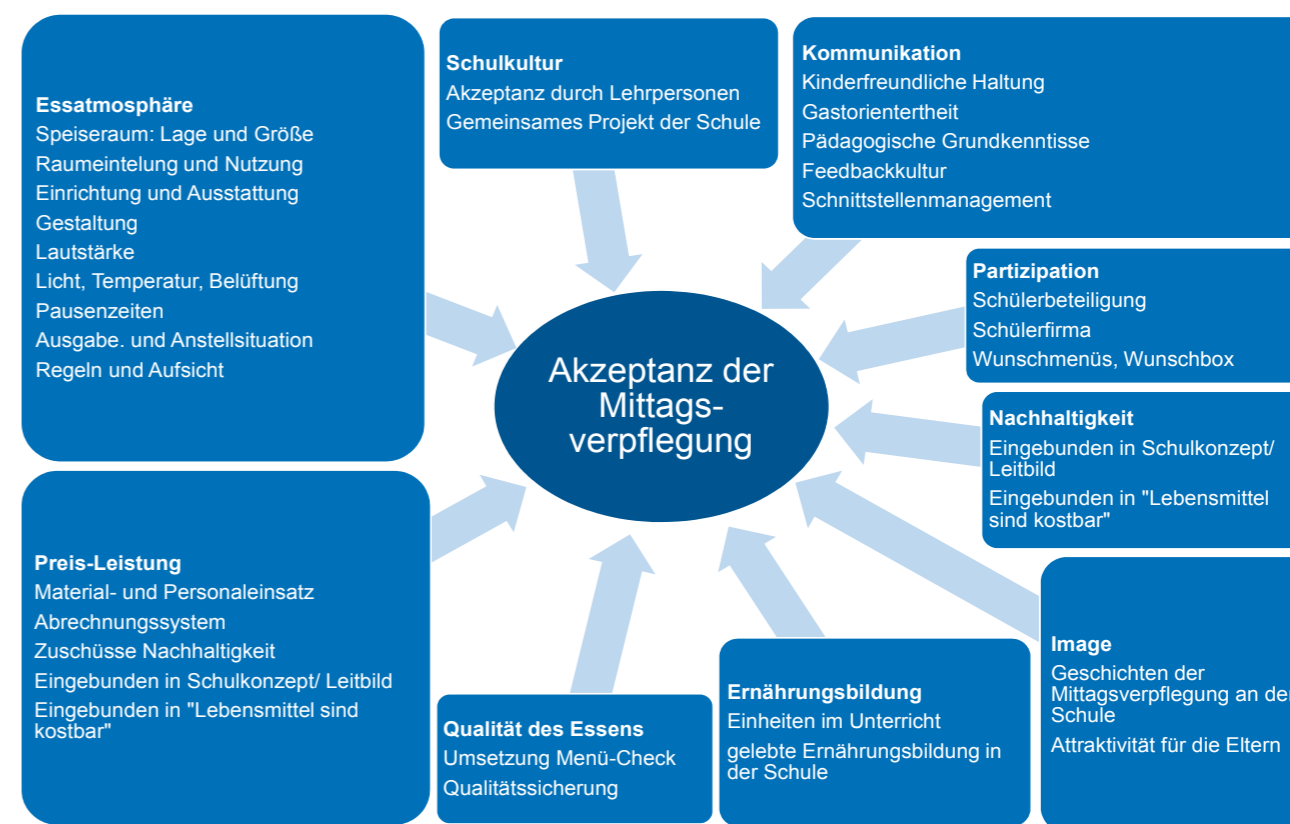 Essatmosphäre
Speiseraum: Lage und Größe
Raumeintelung und Nutzung
Einrichtung und Ausstattung
Gestaltung
Lautstärke
Licht, Temperatur, Belüftung
Pausenzeiten
Ausgabe. und Anstellsituation
Regeln und Aufsicht
Schulkultur
Akzeptanz durch Lehrpersonen
Gemeinsames Projekt der Schule
Kommunikation
Kinderfreundliche Haltung
Gastorientertheit
Pädagogische Grundkenntisse
Feedbackkultur
Schnittstellenmanagement
Partizipation
Schülerbeteiligung
Schülerfirma
Wunschmenüs, Wunschbox
Akzeptanz der
Mittags-
verpflegung
Nachhaltigkeit
Eingebunden in Schulkonzept/
Leitbild
Eingebunden in "Lebensmittel
sind kostbar"
Preis-Leistung
Material- und Personaleinsatz
Abrechnungssystem
Zuschüsse Nachhaltigkeit
Eingebunden in Schulkonzept/ Leitbild
Eingebunden in "Lebensmittel sind
kostbar"
Qualität des Essens
Umsetzung Menü-Check
Qualitätssicherung
Ernährungsbildung
Einheiten im Unterricht
gelebte Ernährungsbildung in
der Schule
Image
Geschichten der
Mittagsverpflegung an der
Schule
Attraktivität für die Eltern